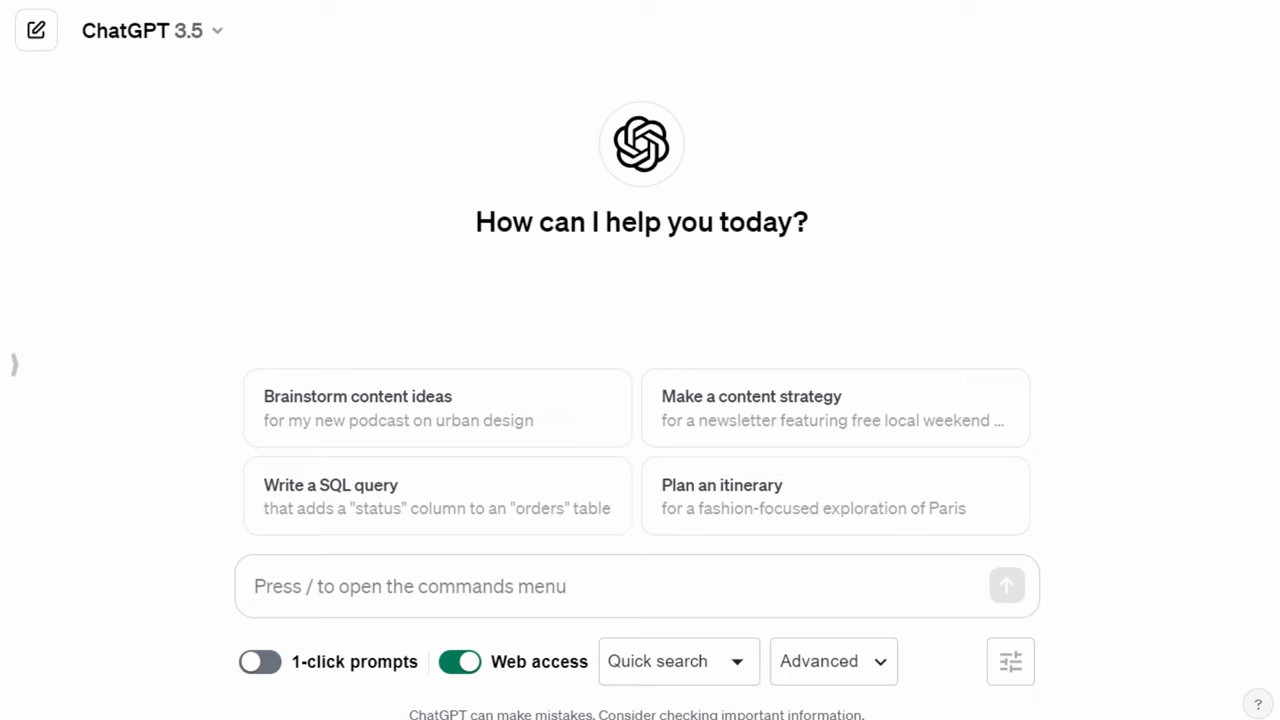 ChatGPT 3.5
How can I help you today?
Brainstorm content ideas
for my new podcast on urban design
Make a content strategy
for a newsletter featuring free local weekend ...
Write a SQL query
that adds a "status" column to an "orders" table
Plan an itinerary
for a fashion-focused exploration of Paris
Press / to open the commands menu
1-click prompts
Web access
Quick search
Advanced
ChatGPT can make mistakes. Consider checking important information.
?